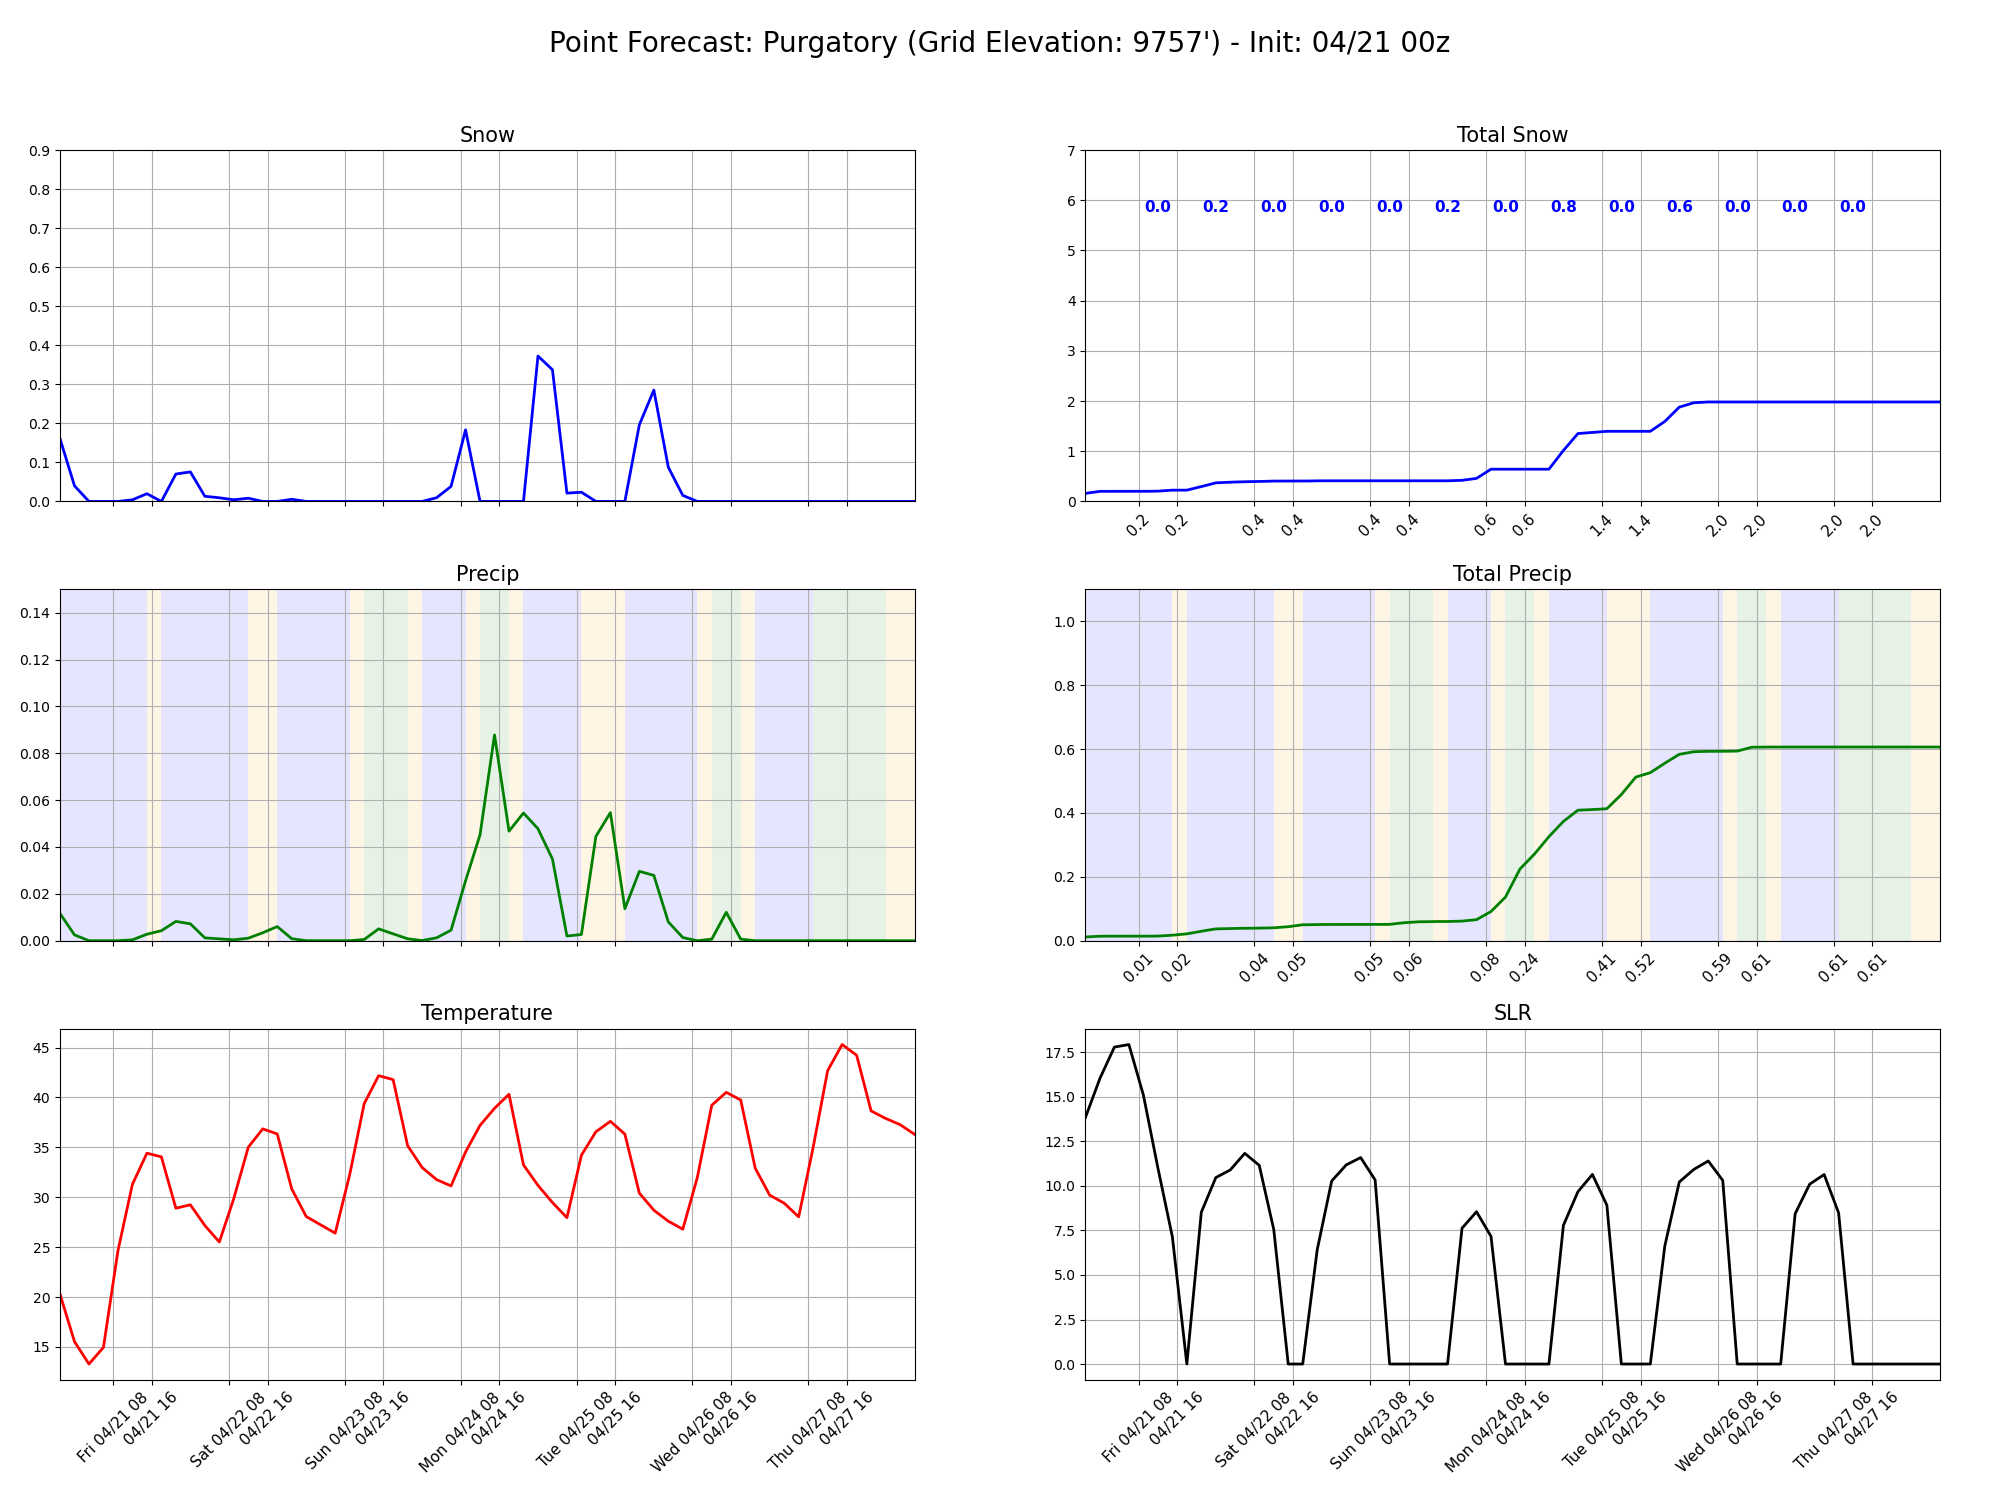 Point Forecast: Purgatory (Grid Elevation: 9757') - Init: 04/21 00z
Snow
0.9
0.8
0.7
0.6
0.5
0.4
0.3
0.2
0.1
0.0
Total Snow
7
6
5
4
3
2
1
0
0.0 0.2 0.0 0.0 0.0 0.2 0.0 0.8 0.0 0.6 0.0 0.0 0.0
0.2 0.2 0.4 0.4 0.4 0.4 0.6 0.6 1.4 1.4 2.0 2.0 2.0 2.0
Precip
0.14
0.12
0.10
0.08
0.06
0.04
0.02
0.00
Total Precip
1.0
0.8
0.6
0.4
0.2
0.0
0.01 0.02 0.04 0.05 0.05 0.06 0.08 0.24 0.41 0.52 0.59 0.61 0.61 0.61
Temperature
45
40
35
30
25
20
15
Fri 04/21 08
04/21 16
Sat 04/22 08
04/22 16
Sun 04/23 08
04/23 16
Mon 04/24 08
04/24 16
Tue 04/25 08
04/25 16
Wed 04/26 08
04/26 16
Thu 04/27 08
04/27 16
SLR
17.5
15.0
12.5
10.0
7.5
5.0
2.5
0.0
Fri 04/21 08
04/21 16
Sat 04/22 08
04/22 16
Sun 04/23 08
04/23 16
Mon 04/24 08
04/24 16
Tue 04/25 08
04/25 16
Wed 04/26 08
04/26 16
Thu 04/27 08
04/27 16